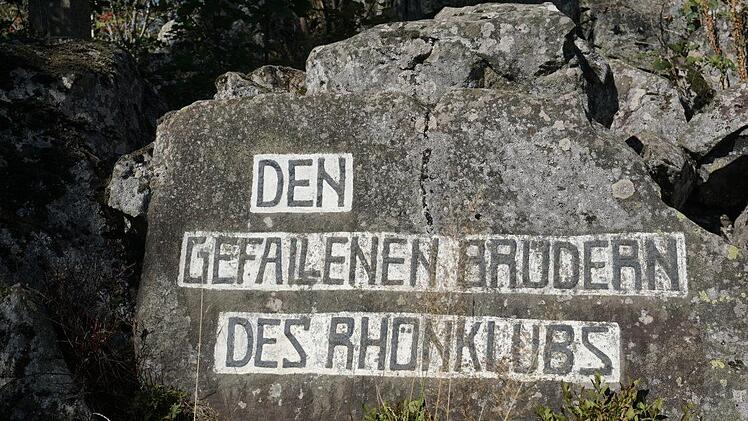 DEN
GEFALLENEN BRÜDERN
DES RHÖNKLUBS